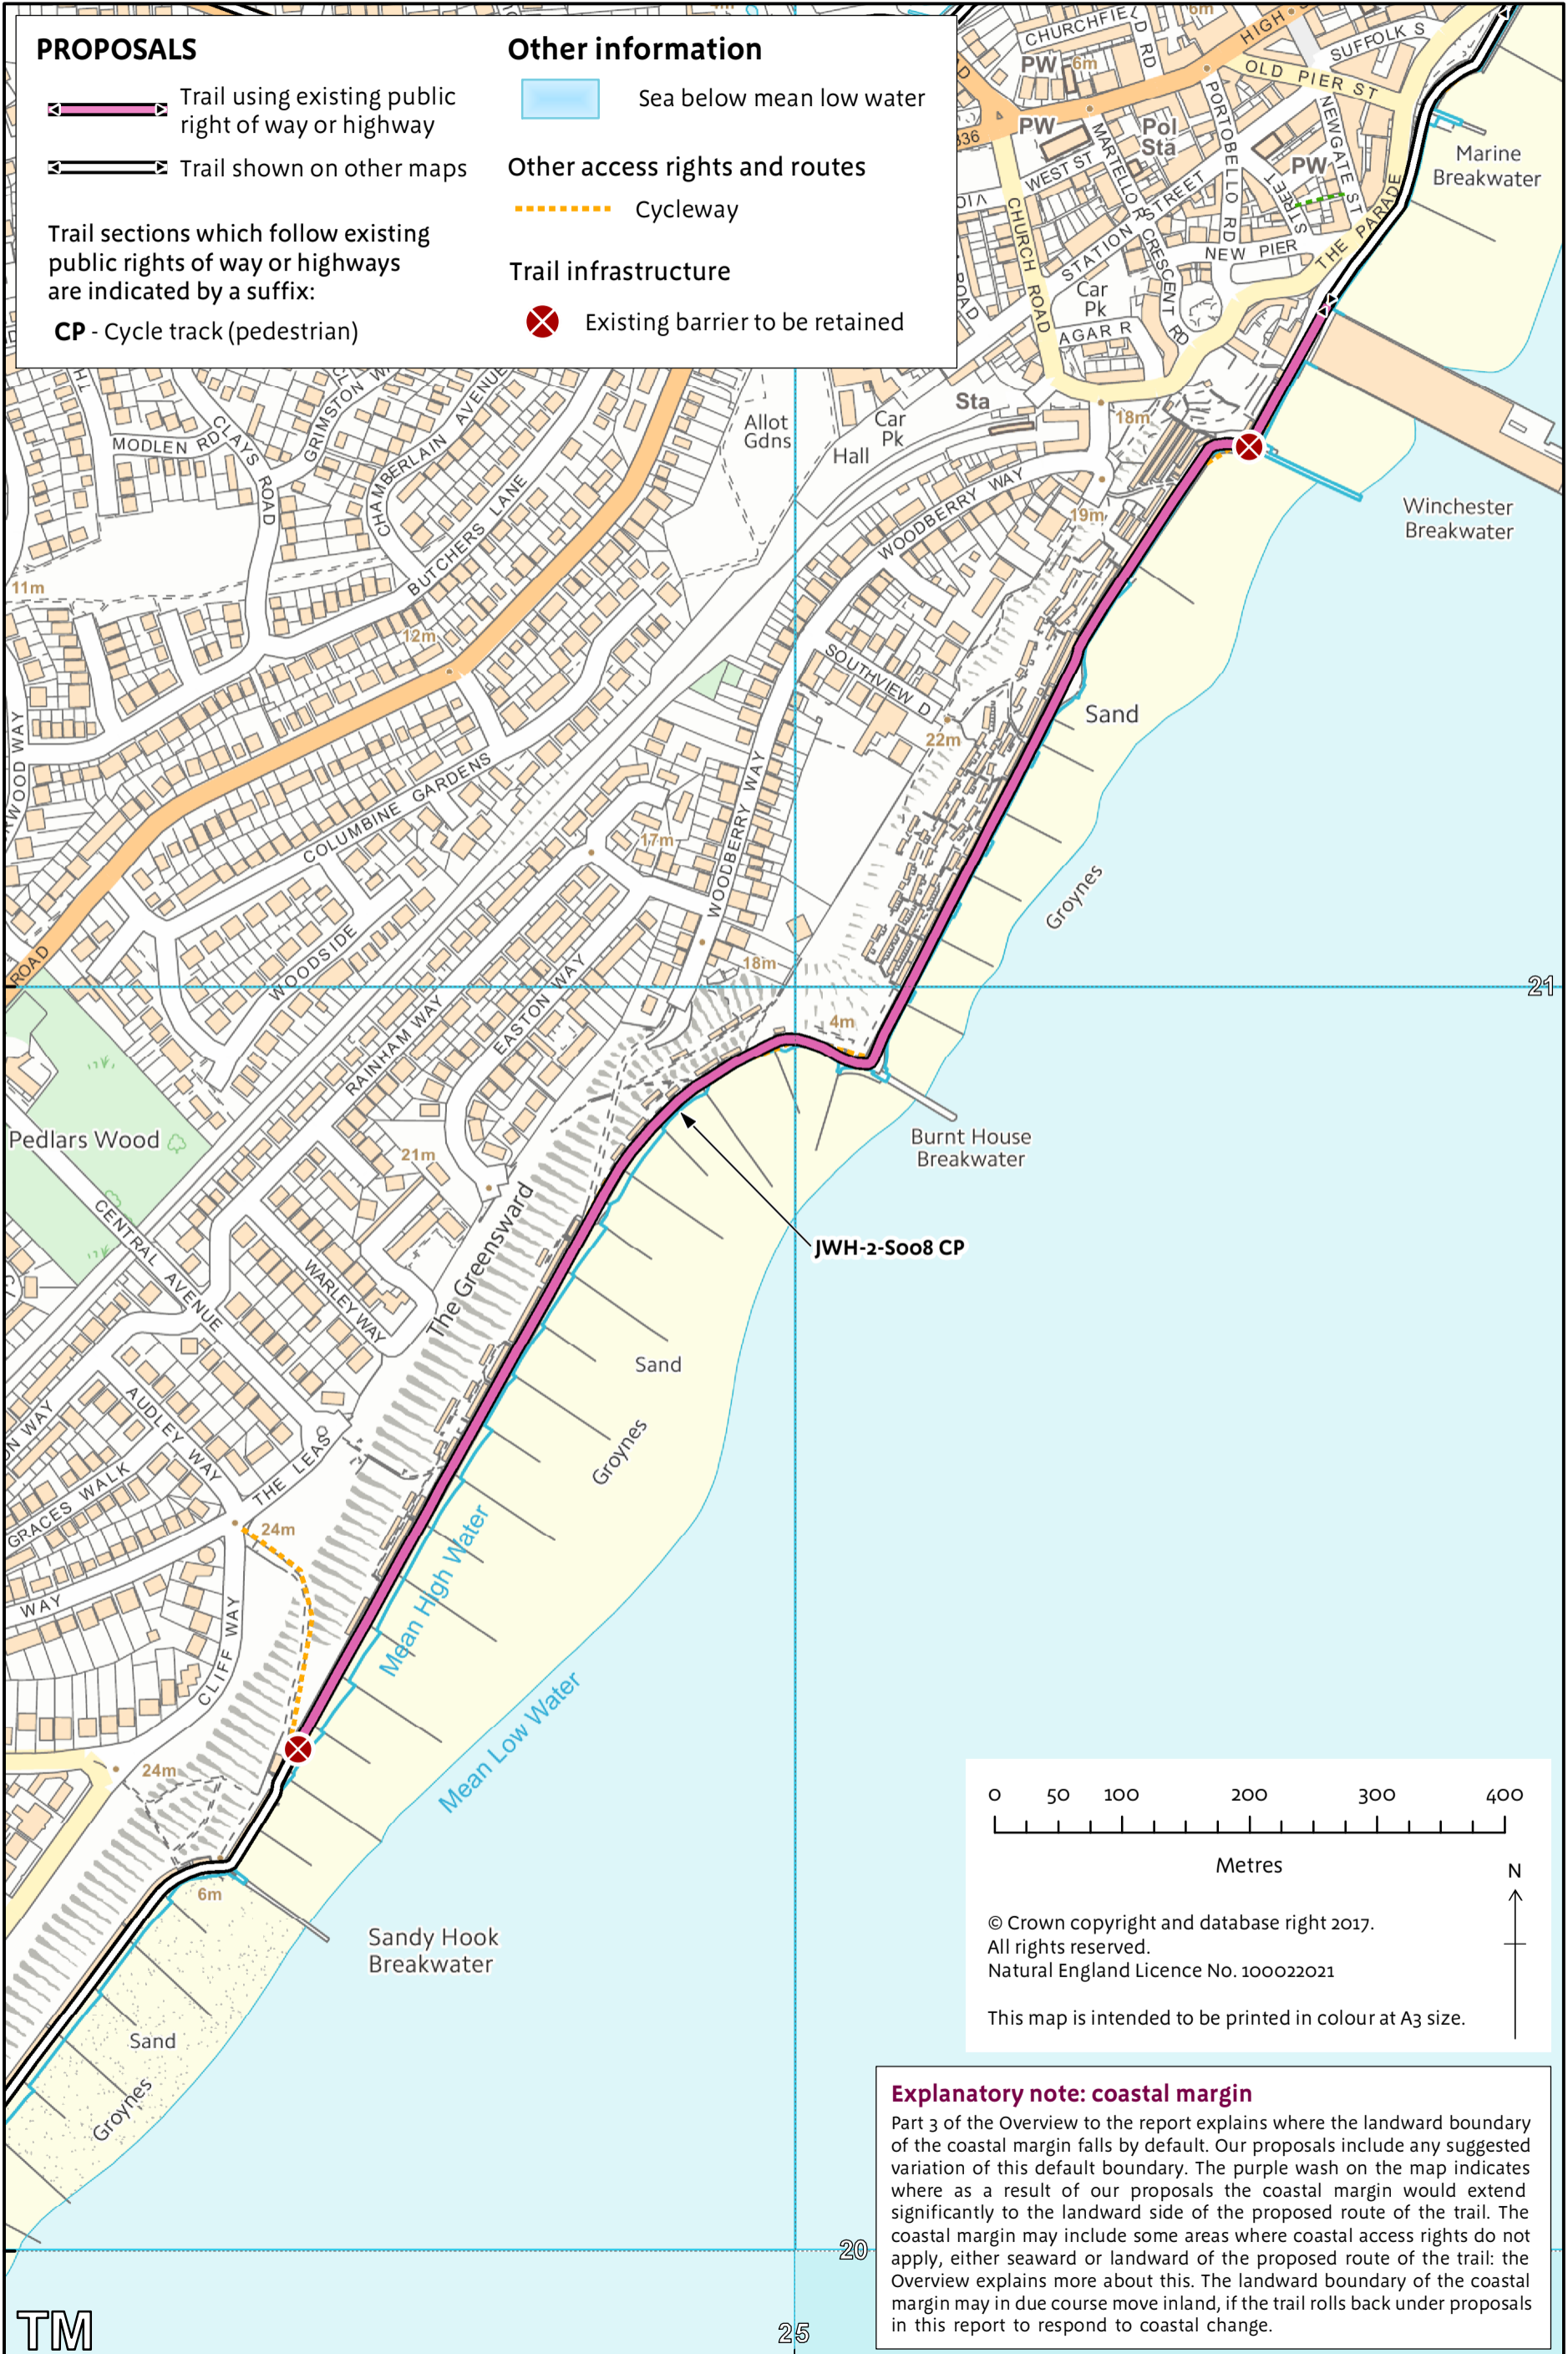 PROPOSALS
Trail using existing public
right of way or highway
Trail shown on other maps
Trail sections which follow existing
public rights of way or highways
are indicated by a suffix:
CP - Cycle track (pedestrian)
Other information
Sea below mean low water
Other access rights and routes
Cycleway
Trail infrastructure
Existing barrier to be retained
CHURCHFIELD RD
6m
HIGH S
SUFFOLK S
PW
6m
OLD PIER ST
PW
Pol
Sta
PORTOBELLO RD
NEWGATE ST
PW
Marine
Breakwater
336
WEST ST
MARTELLO R
STREET
THE PARADE
CHURCH ROAD
STATION STREET
CRESCENT RD
NEW PIER
ROAD
Car
Pk
AGAR R
MODLEN RD
CLAYS ROAD
GRIMSTON W
CHAMBERLAIN AVENUE
BUTCHERS LANE
Allot
Gdns
Car
Pk
Hall
Sta
18m
WOODBERRY WAY
19m
Winchester
Breakwater
11m
12m
SOUTHVIEW D
22m
Sand
WOOD WAY
COLUMBINE GARDENS
17m
WOODBERRY WAY
Groynes
ROAD
WOODSIDE
18m
21
RAINHAM WAY
EASTON WAY
4m
Pedlars Wood
21m
Burnt House
Breakwater
CENTRAL AVENUE
The Greensward
JWH-2-S008 CP
WARLEY WAY
Sand
ON WAY
AUDLEY WAY
THE LEAS
Groynes
GRACES WALK
24m
Mean High Water
WAY
CLIFF WAY
Mean Low Water
24m
6m
Sandy Hook
Breakwater
Sand
Groynes
0 50 100 200 300 400
Metres
N
© Crown copyright and database right 2017.
All rights reserved.
Natural England Licence No. 100022021
This map is intended to be printed in colour at A3 size.
Explanatory note: coastal margin
Part 3 of the Overview to the report explains where the landward boundary
of the coastal margin falls by default. Our proposals include any suggested
variation of this default boundary. The purple wash on the map indicates
where as a result of our proposals the coastal margin would extend
significantly to the landward side of the proposed route of the trail. The
coastal margin may include some areas where coastal access rights do not
apply, either seaward or landward of the proposed route of the trail: the
Overview explains more about this. The landward boundary of the coastal
margin may in due course move inland, if the trail rolls back under proposals
in this report to respond to coastal change.
20
TM
25